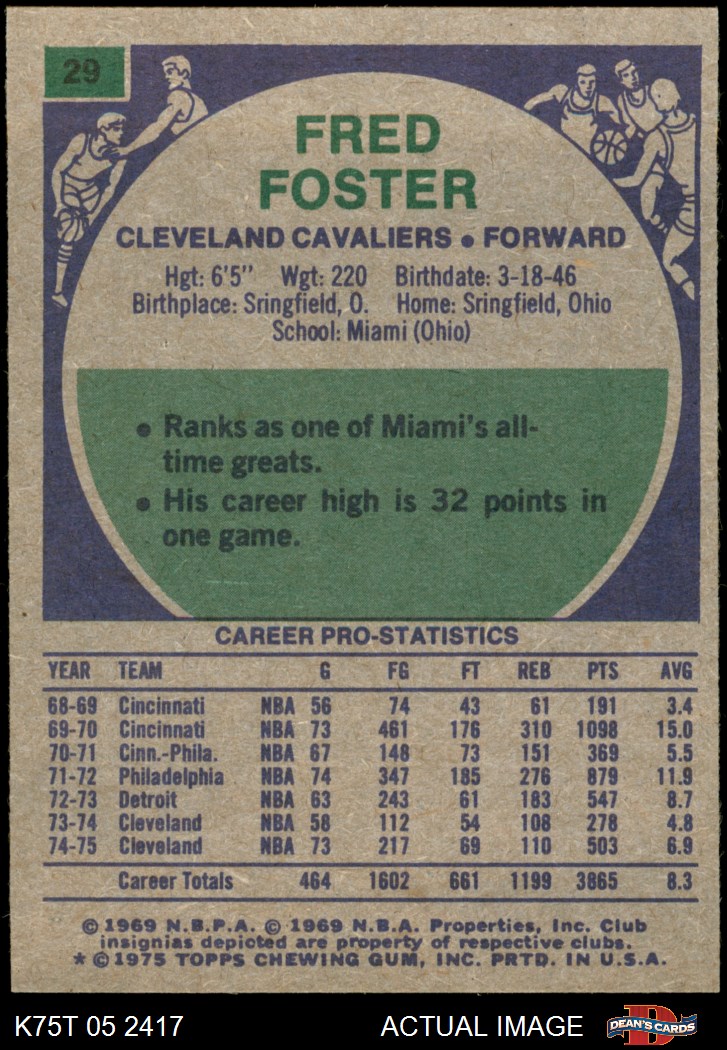 29
FRED
FOSTER
CLEVELAND CAVALIERS • FORWARD
Hgt: 6'5" Wgt: 220 Birthdate: 3-18-46
Birthplace: Sringfield, O. Home: Sringfield, Ohio
School: Miami (Ohio)
• Ranks as one of Miami's all-
time greats.
• His career high is 32 points in
one game.
CAREER PRO-STATISTICS
YEAR TEAM G FG FT REB PTS AVG
68-69 Cincinnati NBA 56 74 43 61 191 3.4
69-70 Cincinnati NBA 73 461 176 310 1098 15.0
70-71 Cinn.-Phila. NBA 67 148 73 151 369 5.5
71-72 Philadelphia NBA 74 347 185 276 879 11.9
72-73 Detroit NBA 63 243 61 183 547 8.7
73-74 Cleveland NBA 58 112 54 108 278 4.8
74-75 Cleveland NBA 73 217 69 110 503 6.9
Career Totals 464 1602 661 1199 3865 8.3
© 1969 N.B.P.A. © 1969 N.B.A. Properties, Inc. Club
insignias depicted are property of respective clubs.
* © 1975 TOPPS CHEWING GUM, INC. PRTD. IN U.S.A.
K75T 05 2417 ACTUAL IMAGE D DEAN'S CARDS